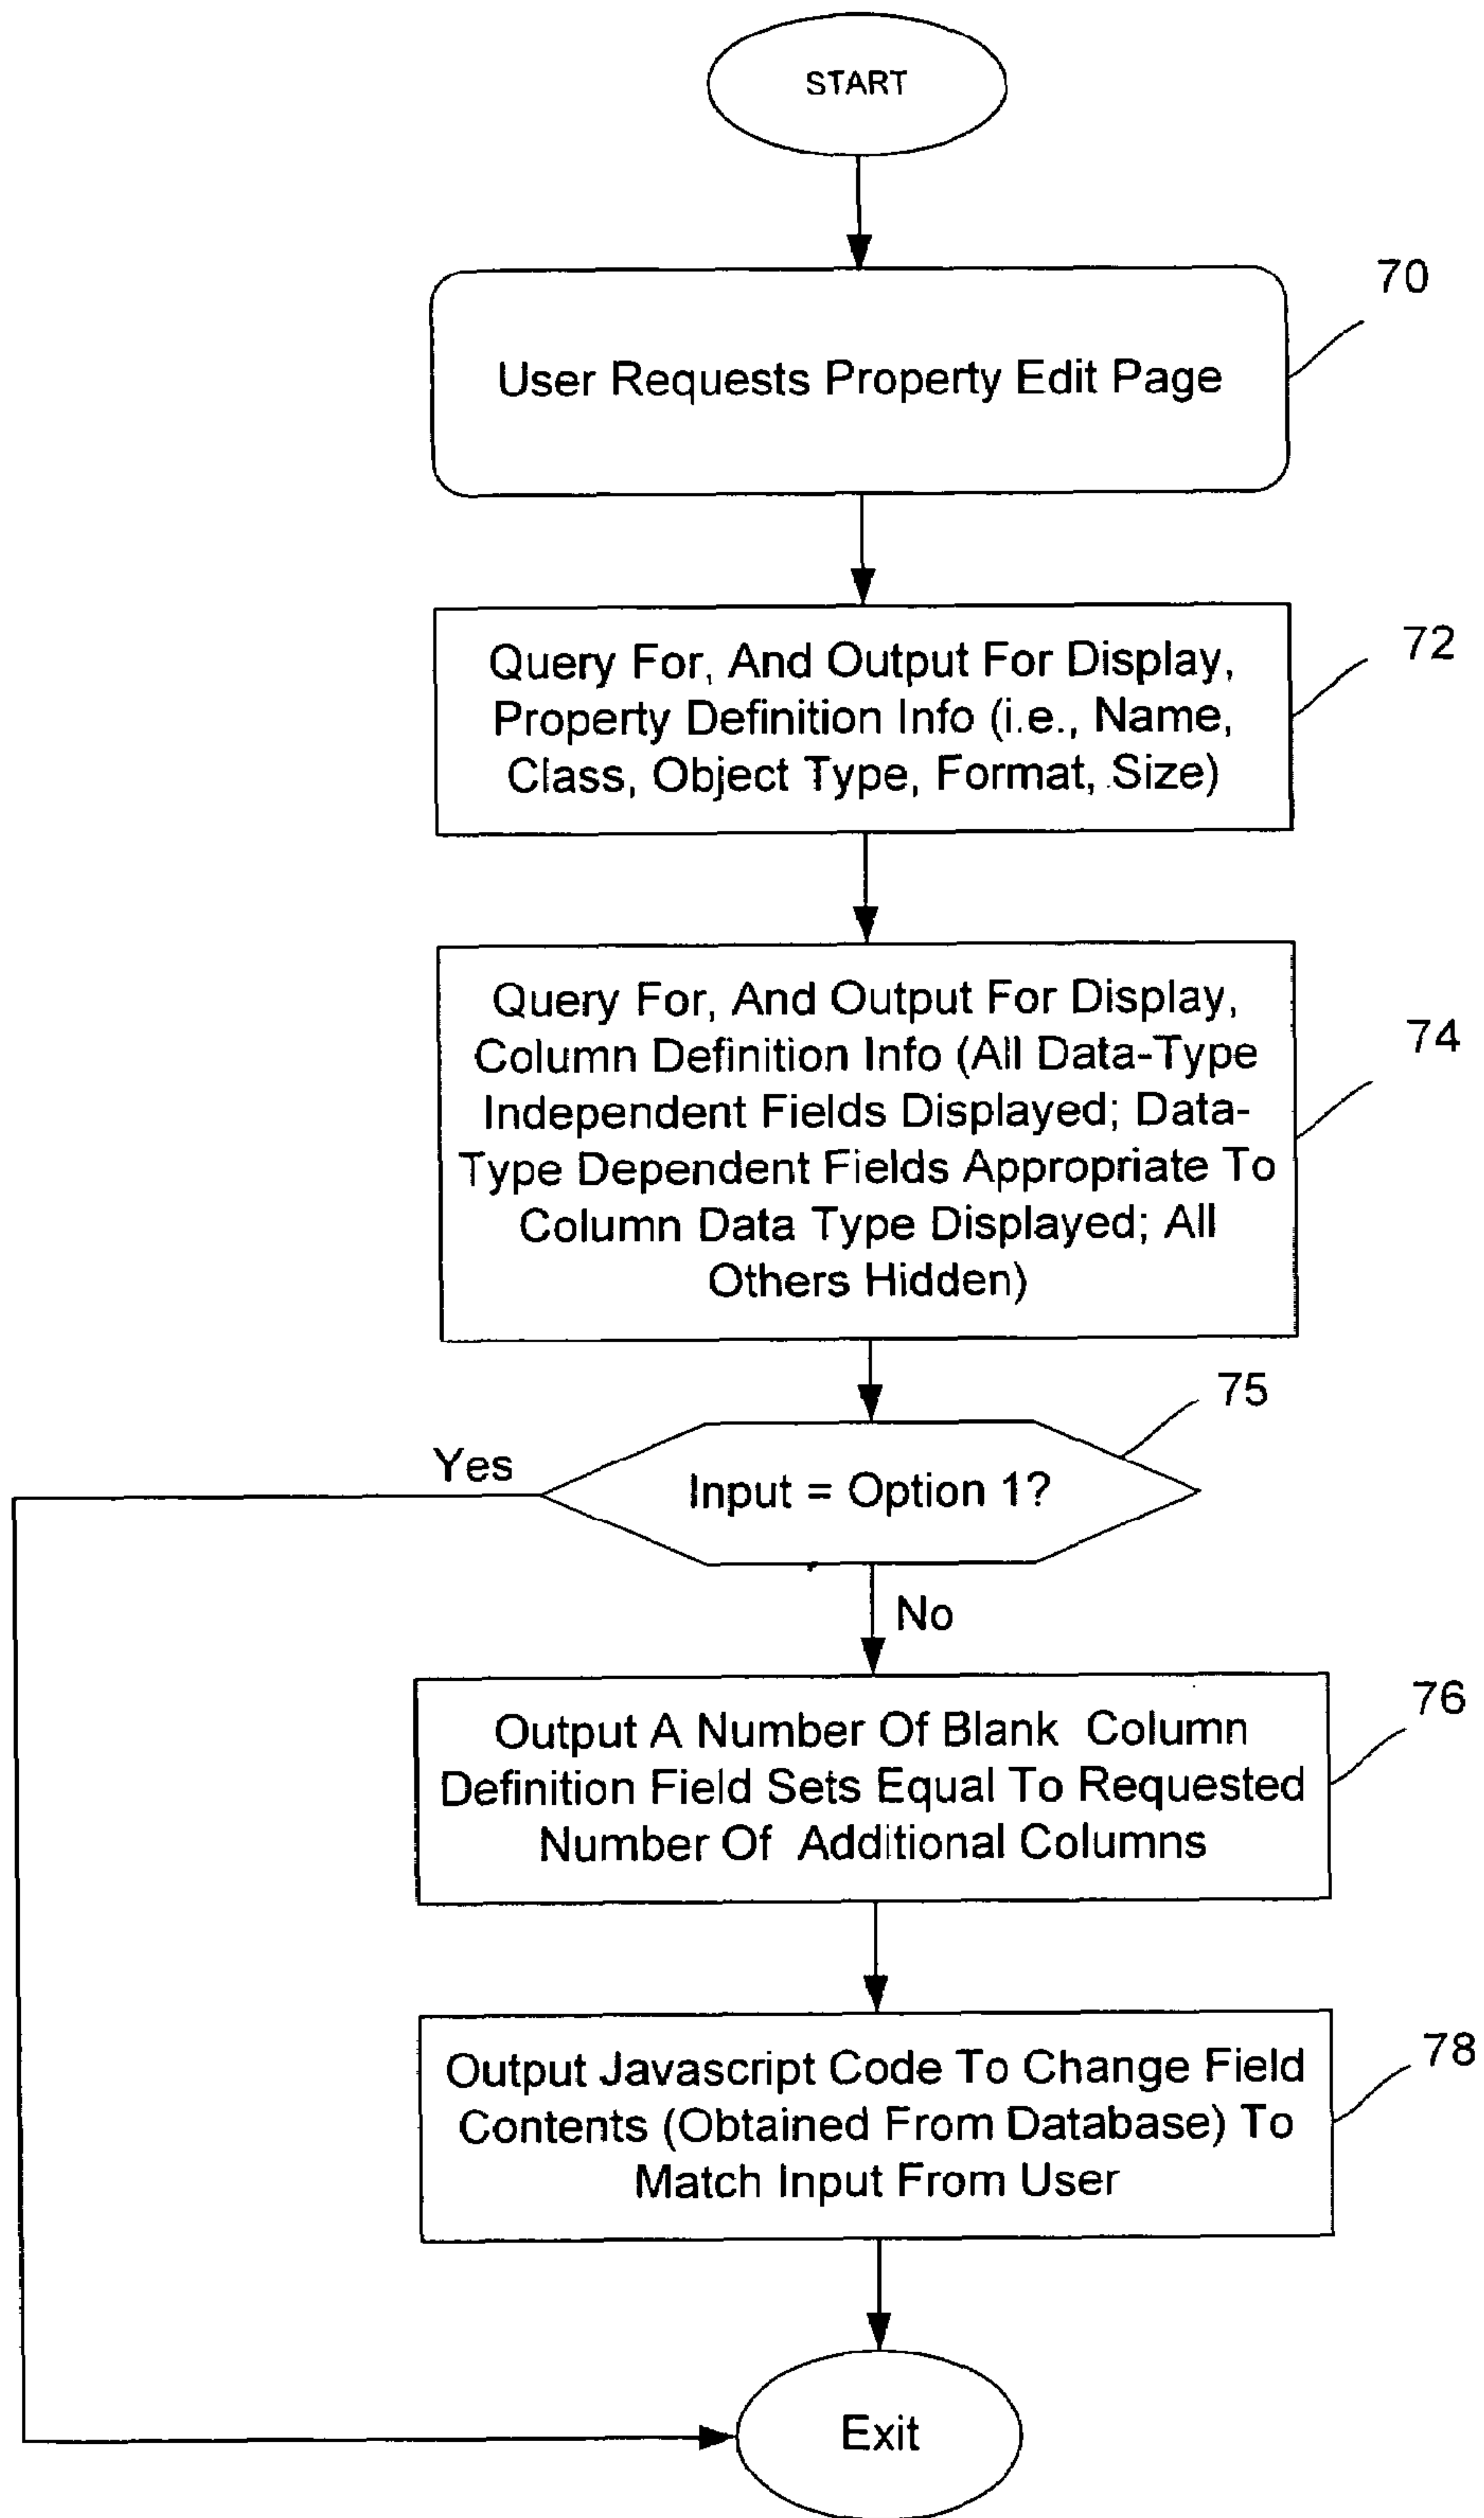 START
70
User Requests Property Edit Page
72
Query For, And Output For Display,
Property Definition Info (i.e., Name,
Class, Object Type, Format, Size)
74
Query For, And Output For Display,
Column Definition Info (All Data-Type
Independent Fields Displayed; Data-
Type Dependent Fields Appropriate To
Column Data Type Displayed; All
Others Hidden)
75
Yes
Input = Option 1?
No
76
Output A Number Of Blank Column
Definition Field Sets Equal To Requested
Number Of Additional Columns
78
Output Javascript Code To Change Field
Contents (Obtained From Database) To
Match Input From User
Exit